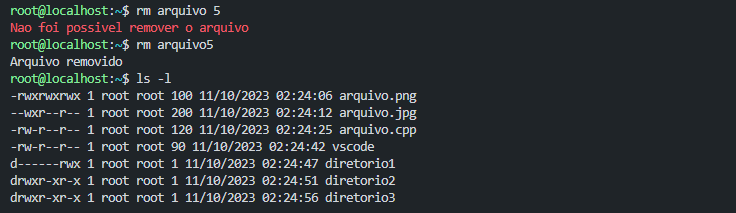 root@localhost:~$ rm arquivo 5
Nao foi possivel remover o arquivo
root@localhost:~$ rm arquivo5
Arquivo removido
root@localhost:~$ ls -l
-rwxrwxrwx 1 root root 100 11/10/2023 02:24:06 arquivo.png
--wxr--r-- 1 root root 200 11/10/2023 02:24:12 arquivo.jpg
-rw-r--r-- 1 root root 120 11/10/2023 02:24:25 arquivo.cpp
-rw-r--r-- 1 root root 90 11/10/2023 02:24:42 vscode
d------rwx 1 root root 1 11/10/2023 02:24:47 diretorio1
drwxr-xr-x 1 root root 1 11/10/2023 02:24:51 diretorio2
drwxr-xr-x 1 root root 1 11/10/2023 02:24:56 diretorio3